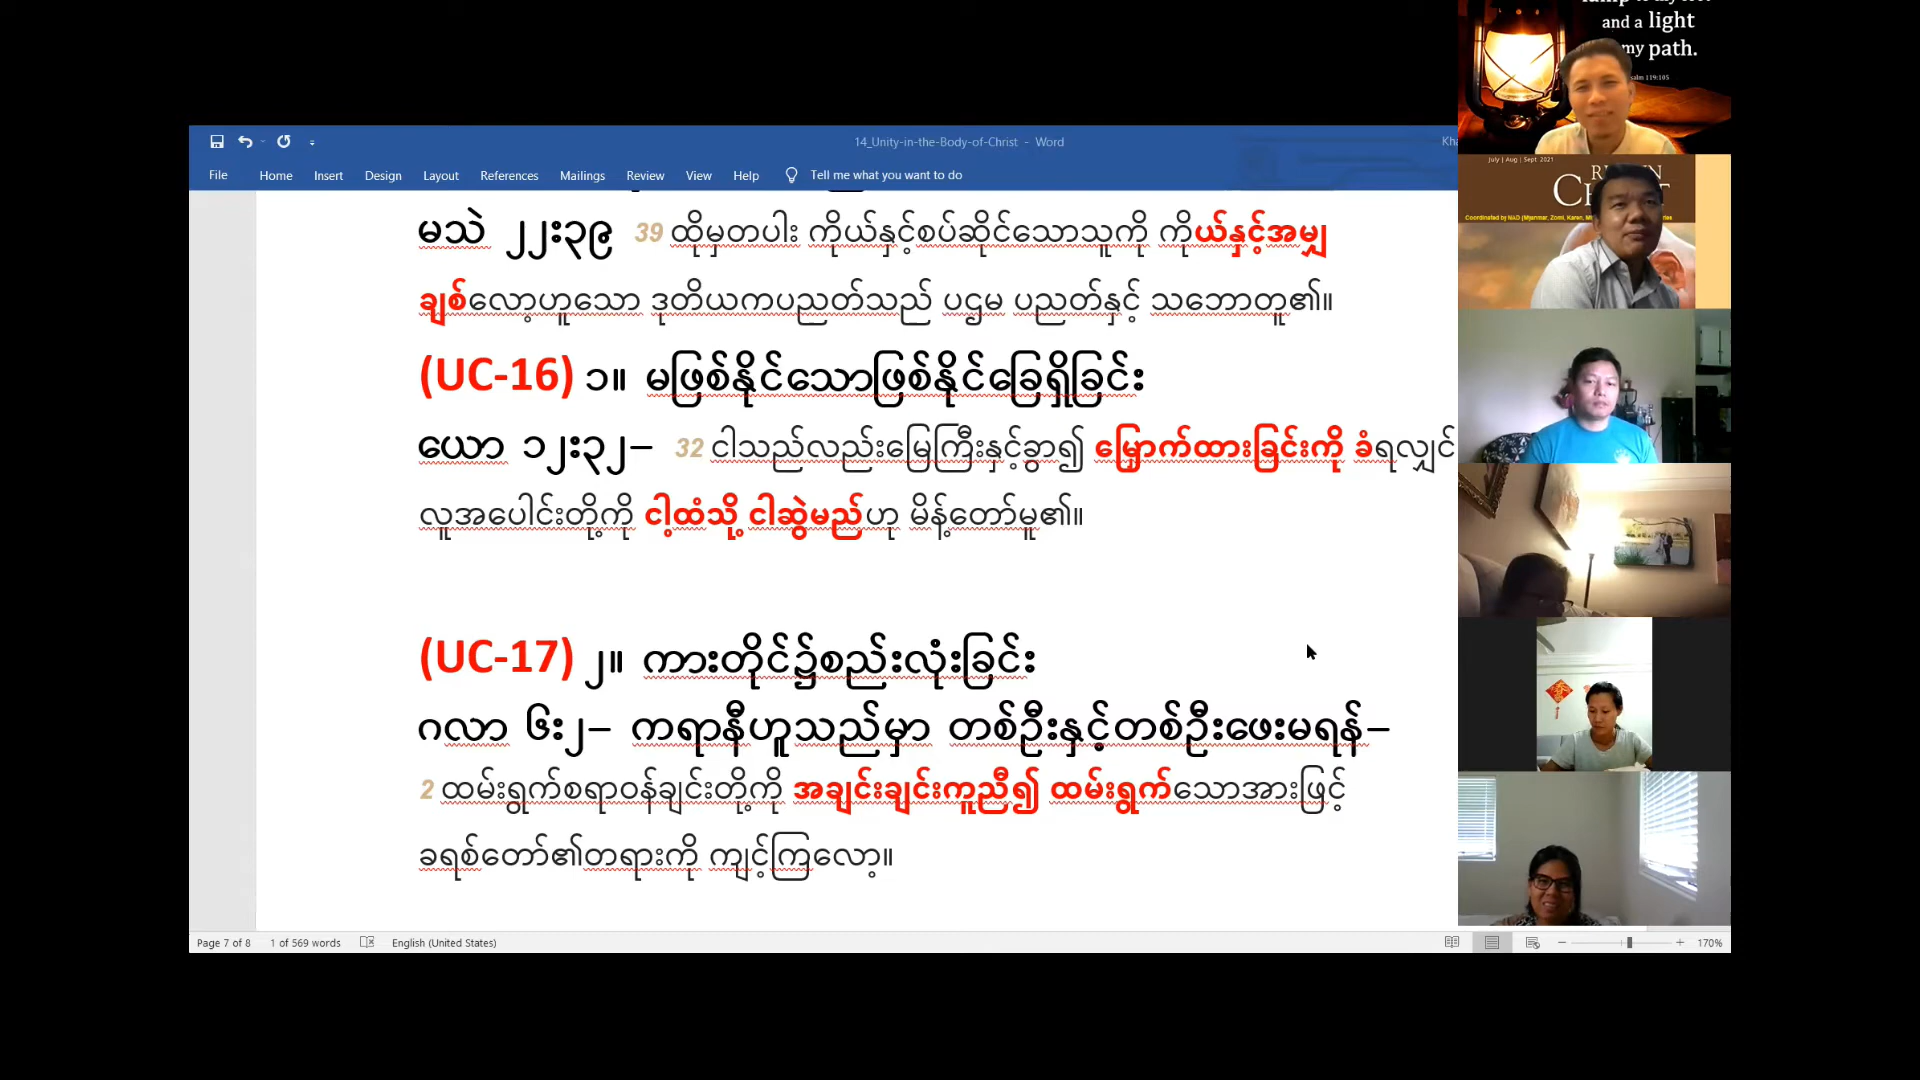 14_Unity-in-the-Body-of-Christ - Word
File Home Insert Design Layout References Mailings Review View Help Tell me what you want to do
မသဲ ၂၂း၃၉ 39 ထိုမှတပါး ကိုယ်နှင့်စပ်ဆိုင်သောသူကို ကိုယ်နှင့်အမျှ
ချစ်လော့ဟူသော ဒုတိယကပညတ်သည် ပဌမ ပညတ်နှင့် သဘောတူ၏။
(UC-16) ၁။ မဖြစ်နိုင်သောဖြစ်နိုင်ခြေရှိခြင်း
ယော ၁၂း၃၂– 32 ငါသည်လည်းမြေကြီးနှင့်ခွာ၍ မြှောက်ထားခြင်းကို ခံရလျှင်
လူအပေါင်းတို့ကို ငါ့ထံသို့ ငါဆွဲမည်ဟု မိန့်တော်မူ၏။
(UC-17) ၂။ ကားတိုင်၌စည်းလုံးခြင်း
ဂလာ ၆း၂– ကရာနီဟူသည်မှာ တစ်ဦးနှင့်တစ်ဦးဖေးမရန်–
2 ထမ်းရွက်စရာဝန်ချင်းတို့ကို အချင်းချင်းကူညီ၍ ထမ်းရွက်သောအားဖြင့်
ခရစ်တော်၏တရားကို ကျင့်ကြလော့။
Page 7 of 8 1 of 569 words English (United States) 170%
and a light
my path.
July | Aug | Sept 2021